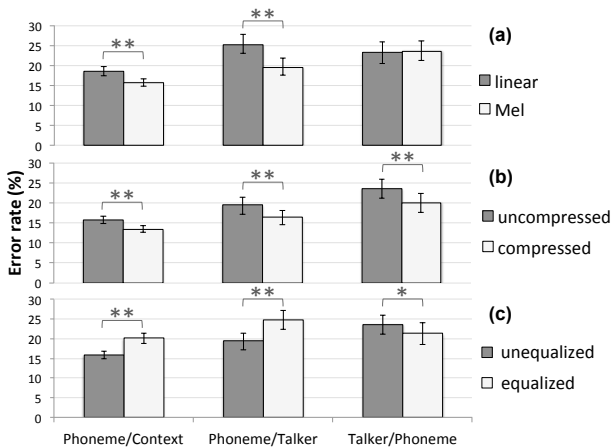 (a)
** **
30
25
20
15
10
5
0
linear
Mel
Error rate (%)
(b)
** ** **
30
25
20
15
10
5
0
uncompressed
compressed
(c)
** ** *
30
25
20
15
10
5
0
unequalized
equalized
Phoneme/Context Phoneme/Talker Talker/Phoneme